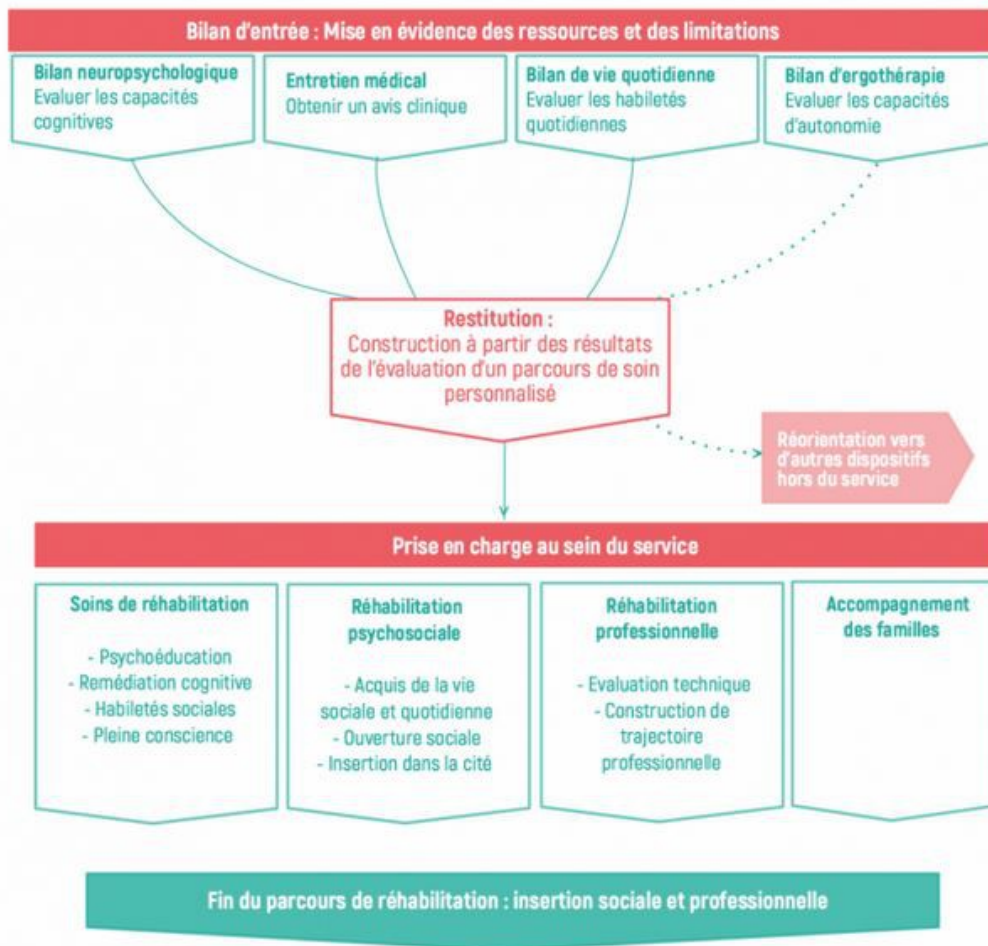 Bilan d'entrée : Mise en évidence des ressources et des limitations
Bilan neuropsychologique
Evaluer les capacités
cognitives
Entretien médical
Obtenir un avis clinique
Bilan de vie quotidienne
Evaluer les habiletés
quotidiennes
Bilan d'ergothérapie
Evaluer les capacités
d'autonomie
Restitution :
Construction à partir des résultats
de l'évaluation d'un parcours de soin
personnalisé
Réorientation vers
d'autres dispositifs
hors du service
Prise en charge au sein du service
Soins de réhabilitation
- Psychoéducation
- Remédiation cognitive
- Habiletés sociales
- Pleine conscience
Réhabilitation
psychosociale
- Acquis de la vie
sociale et quotidienne
- Ouverture sociale
- Insertion dans la cité
Réhabilitation
professionnelle
- Evaluation technique
- Construction de
trajectoire
professionnelle
Accompagnement
des familles
Fin du parcours de réhabilitation : insertion sociale et professionnelle